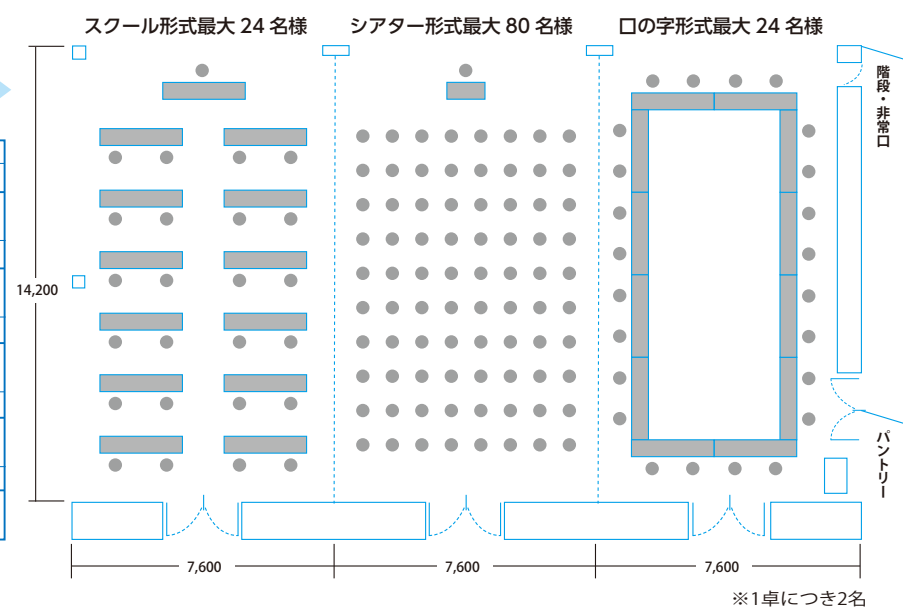 スクール形式最大 24 名様
シアター形式最大 80 名様
ロの字形式最大 24 名様
階段・非常口
14,200
パントリー
7,600
7,600
7,600
※1卓につき2名